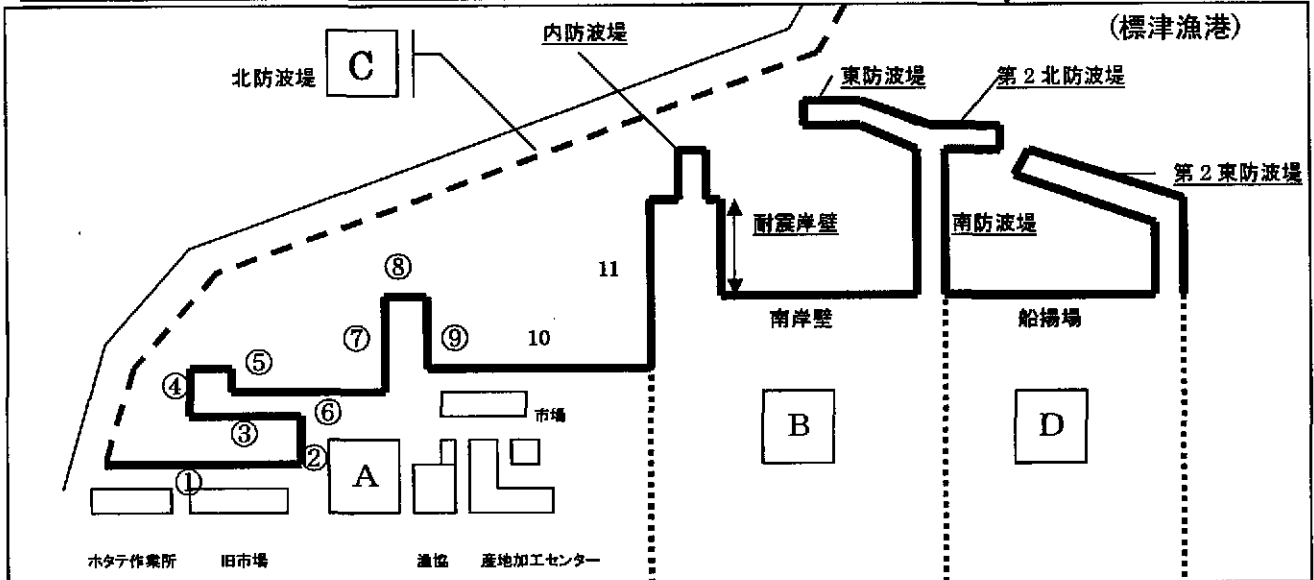 (標津漁港)
内防波堤
北防波堤
C
東防波堤
第2北防波堤
第2東防波堤
耐震岸壁
南防波堤
⑧
11
南岸壁
船揚場
⑦
⑨
10
⑤
④
⑥
市場
③
B
D
②
A
①
ホタテ作業所
旧市場
漁協
産地加工センター